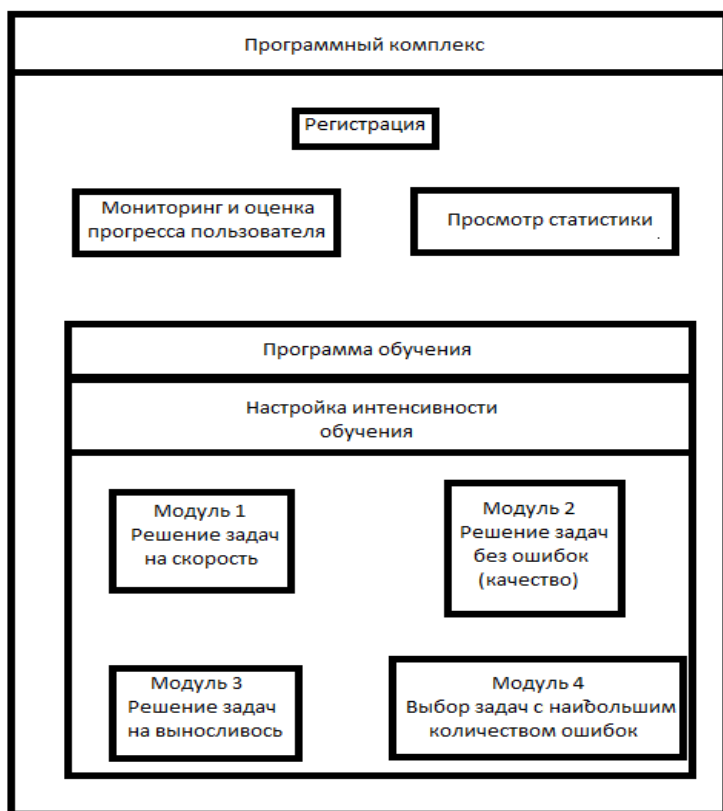 Программный комплекс
Регистрация
Мониторинг и оценка
прогресса пользователя
Просмотр статистики
.
Программа обучения
Настройка интенсивности
обучения
Модуль 1
Решение задач
на скорость
Модуль 2
Решение задач
без ошибок
(качество)
Модуль 3
Решение задач
на выносливось
Модуль 4
Выбор задач с наибольшим
количеством ошибок